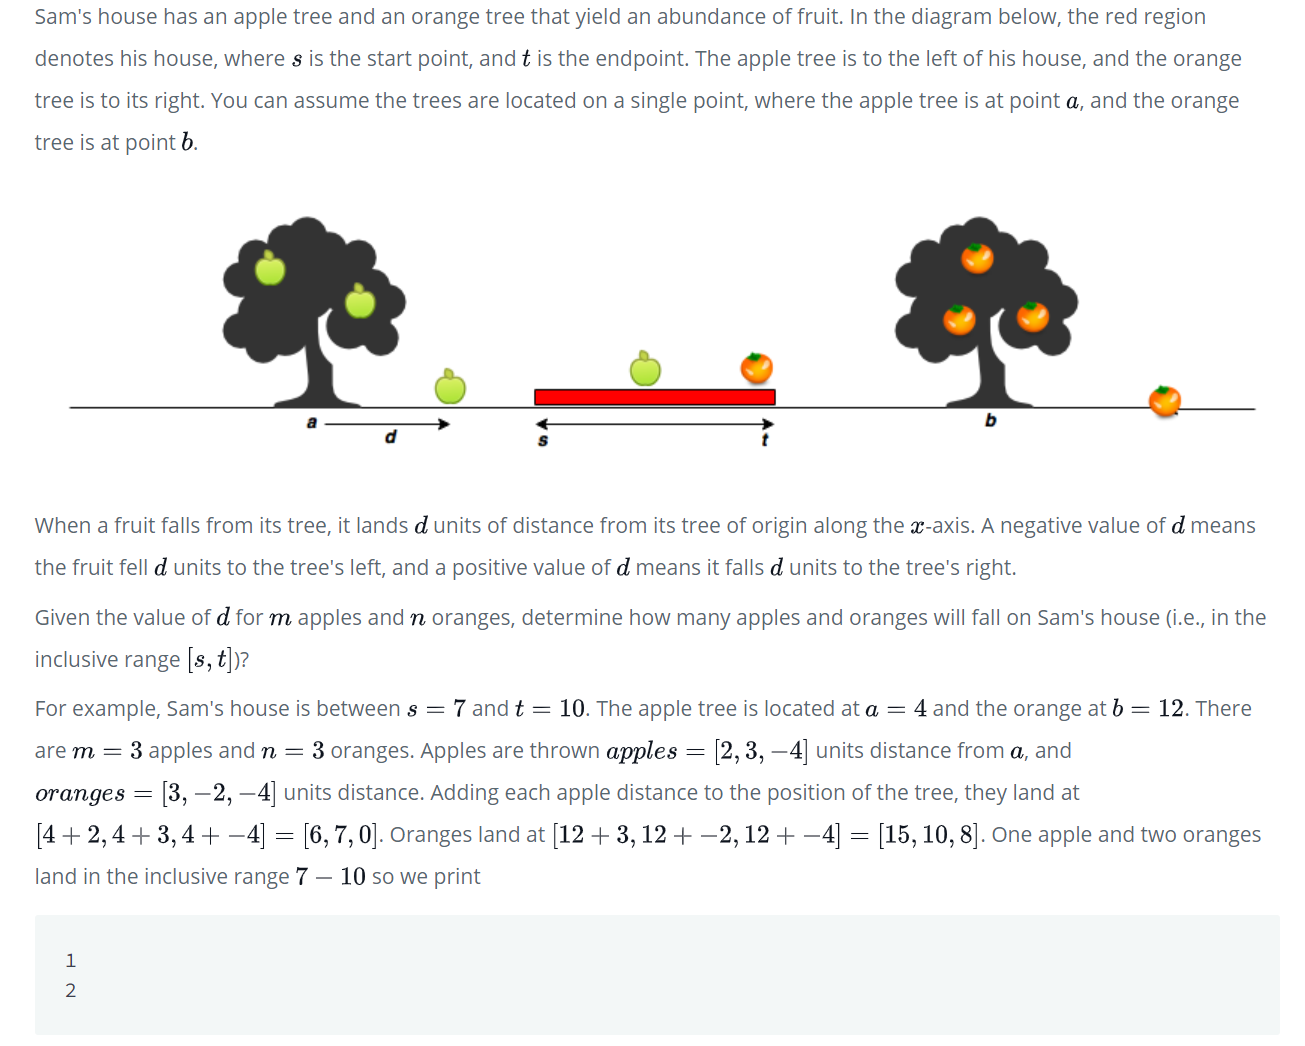 Sam's house has an apple tree and an orange tree that yield an abundance of fruit. In the diagram below, the red region
denotes his house, where s is the start point, and t is the endpoint. The apple tree is to the left of his house, and the orange
tree is to its right. You can assume the trees are located on a single point, where the apple tree is at point a, and the orange
tree is at point b.
a
d
s
t
b
When a fruit falls from its tree, it lands d units of distance from its tree of origin along the x-axis. A negative value of d means
the fruit fell d units to the tree's left, and a positive value of d means it falls d units to the tree's right.
Given the value of d for m apples and n oranges, determine how many apples and oranges will fall on Sam's house (i.e., in the
inclusive range [s, t])?
For example, Sam's house is between s = 7 and t = 10. The apple tree is located at a = 4 and the orange at b = 12. There
are m = 3 apples and n = 3 oranges. Apples are thrown apples = [2, 3, −4] units distance from a, and
oranges = [3, −2, −4] units distance. Adding each apple distance to the position of the tree, they land at
[4 + 2, 4 + 3, 4 + −4] = [6, 7, 0]. Oranges land at [12 + 3, 12 + −2, 12 + −4] = [15, 10, 8]. One apple and two oranges
land in the inclusive range 7 − 10 so we print
1
2